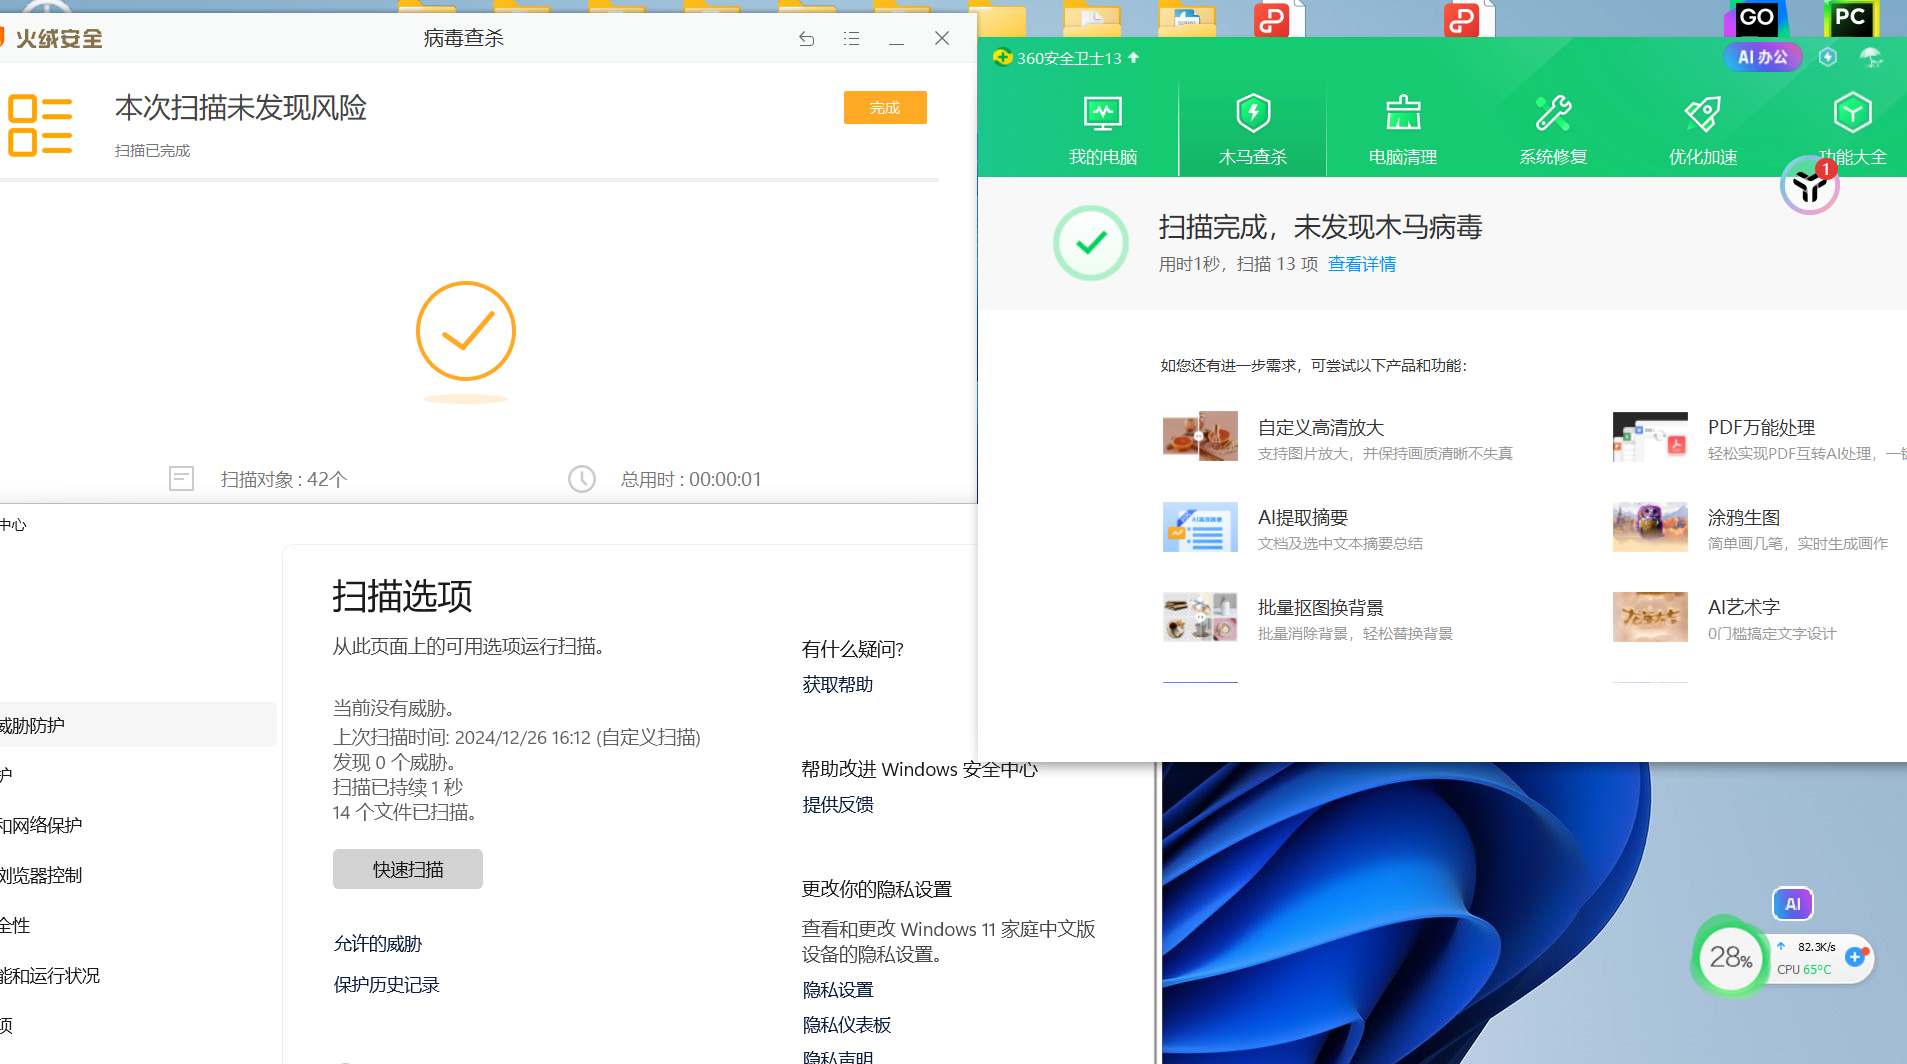 火绒安全
病毒查杀
本次扫描未发现风险
扫描已完成
完成
扫描对象 : 42个
总用时 : 00:00:01
中心
威胁防护
护
和网络保护
浏览器控制
全性
能和运行状况
项
扫描选项
从此页面上的可用选项运行扫描。
当前没有威胁。
上次扫描时间: 2024/12/26 16:12 (自定义扫描)
发现 0 个威胁。
扫描已持续 1 秒
14 个文件已扫描。
快速扫描
允许的威胁
保护历史记录
有什么疑问?
获取帮助
帮助改进 Windows 安全中心
提供反馈
更改你的隐私设置
查看和更改 Windows 11 家庭中文版
设备的隐私设置。
隐私设置
隐私仪表板
隐私声明
GO
PC
360安全卫士13
AI 办公
我的电脑
木马查杀
电脑清理
系统修复
优化加速
功能大全
1
扫描完成，未发现木马病毒
用时1秒，扫描 13 项 查看详情
如您还有进一步需求，可尝试以下产品和功能：
自定义高清放大
支持图片放大，并保持画质清晰不失真
PDF万能处理
轻松实现PDF互转AI处理，一
AI提取摘要
文档及选中文本摘要总结
涂鸦生图
简单画几笔，实时生成画作
批量抠图换背景
批量消除背景，轻松替换背景
AI艺术字
0门槛搞定文字设计
AI
28%
82.3K/s
CPU 65°C